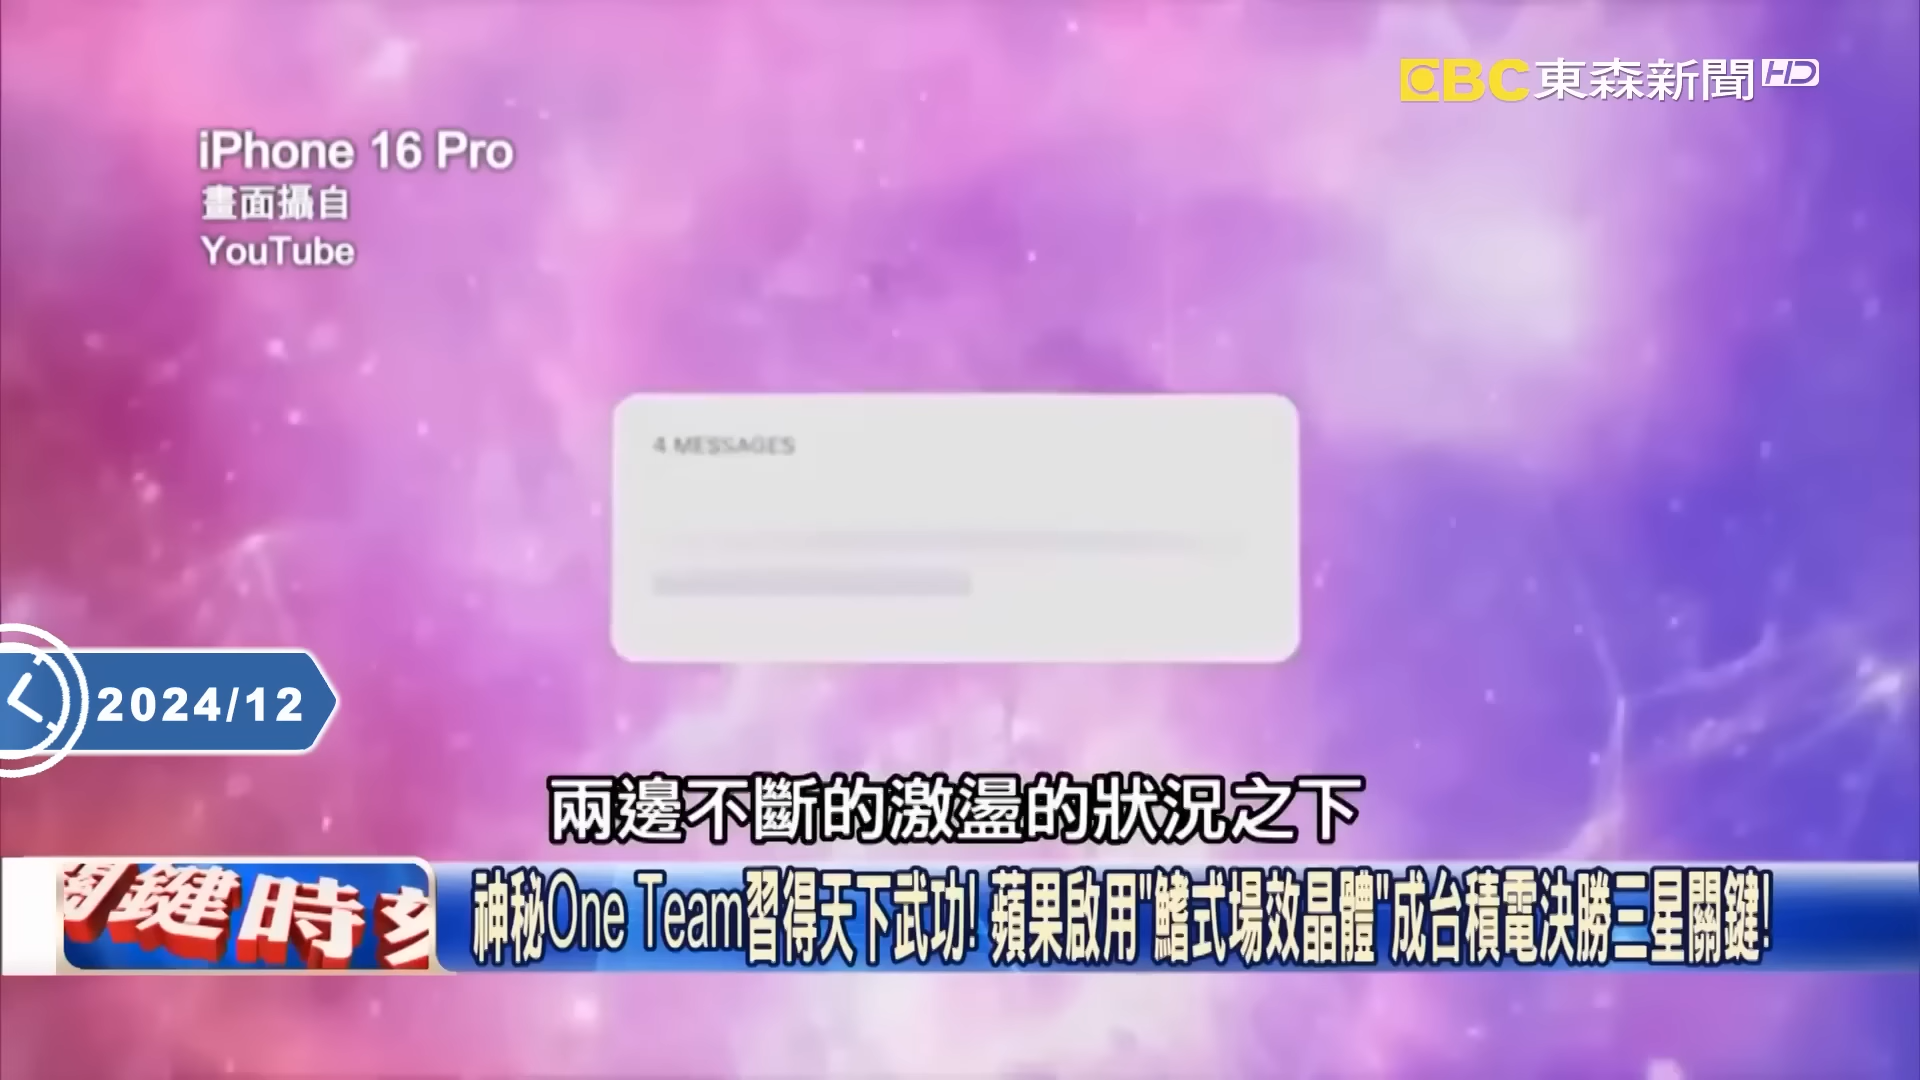 EBC東森新聞HD
iPhone 16 Pro
畫面攝自
YouTube
4 MESSAGES
2024/12
兩邊不斷的激盪的狀況之下
關鍵時刻
神秘One Team習得天下武功! 蘋果啟用"鰭式場效晶體"成台積電決勝三星關鍵!